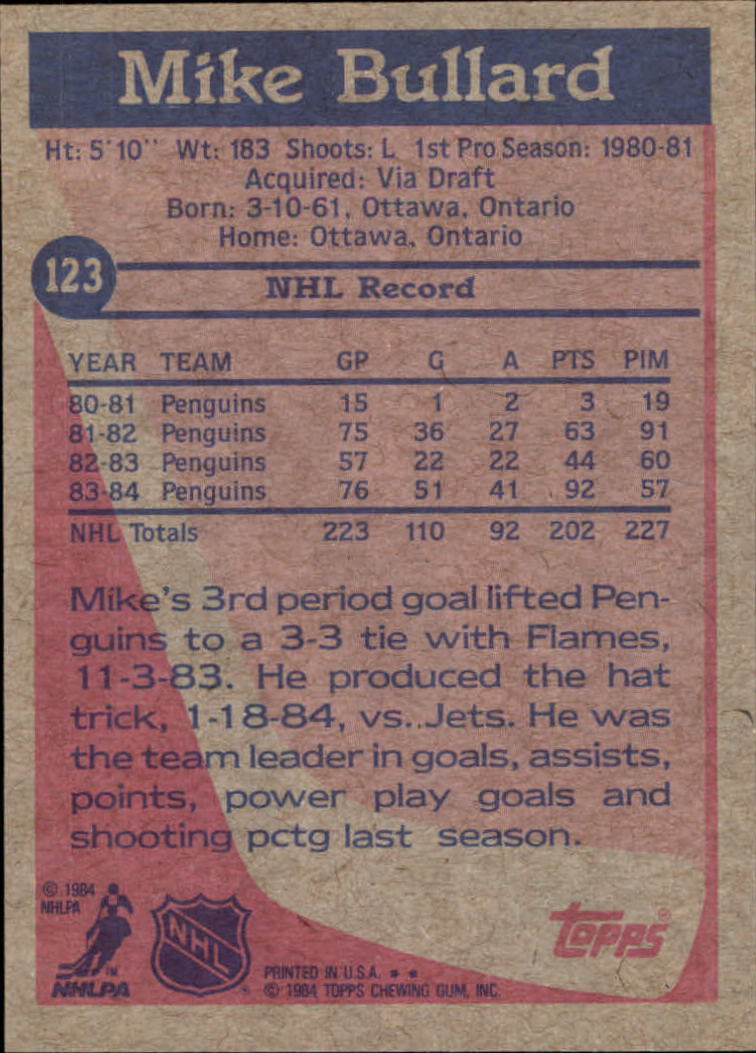 Mike Bullard
Ht: 5'10" Wt: 183 Shoots: L 1st Pro Season: 1980-81
Acquired: Via Draft
Born: 3-10-61, Ottawa, Ontario
Home: Ottawa, Ontario
123
NHL Record
YEAR TEAM GP G A PTS PIM
80-81 Penguins 15 1 2 3 19
81-82 Penguins 75 36 27 63 91
82-83 Penguins 57 22 22 44 60
83-84 Penguins 76 51 41 92 57
NHL Totals 223 110 92 202 227
Mike's 3rd period goal lifted Pen-
guins to a 3-3 tie with Flames,
11-3-83. He produced the hat
trick, 1-18-84, vs. Jets. He was
the team leader in goals, assists,
points, power play goals and
shooting pctg last season.
© 1984
NHLPA
TM
NHLPA
NHL
®
topps®
PRINTED IN U.S.A. * *
© 1984 TOPPS CHEWING GUM, INC.